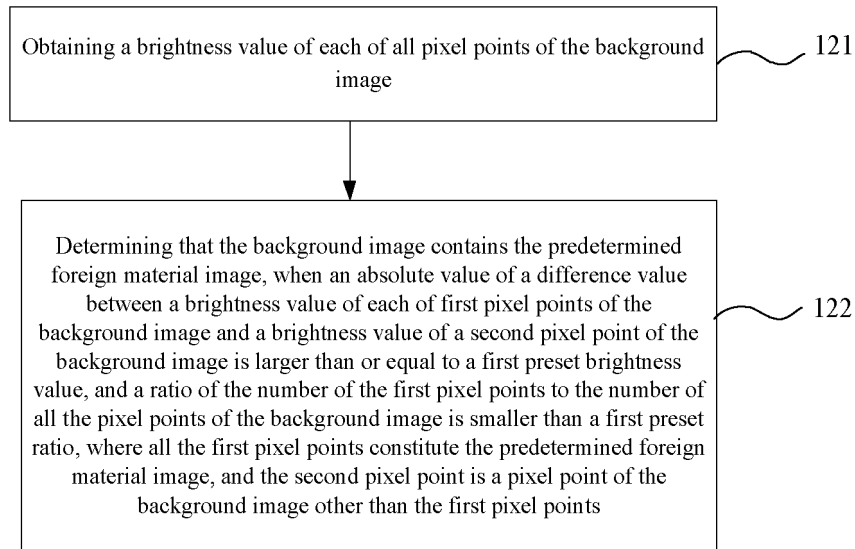 Obtaining a brightness value of each of all pixel points of the background
image
121
Determining that the background image contains the predetermined
foreign material image, when an absolute value of a difference value
between a brightness value of each of first pixel points of the
background image and a brightness value of a second pixel point of the
background image is larger than or equal to a first preset brightness
value, and a ratio of the number of the first pixel points to the number of
all the pixel points of the background image is smaller than a first preset
ratio, where all the first pixel points constitute the predetermined foreign
material image, and the second pixel point is a pixel point of the
background image other than the first pixel points
122